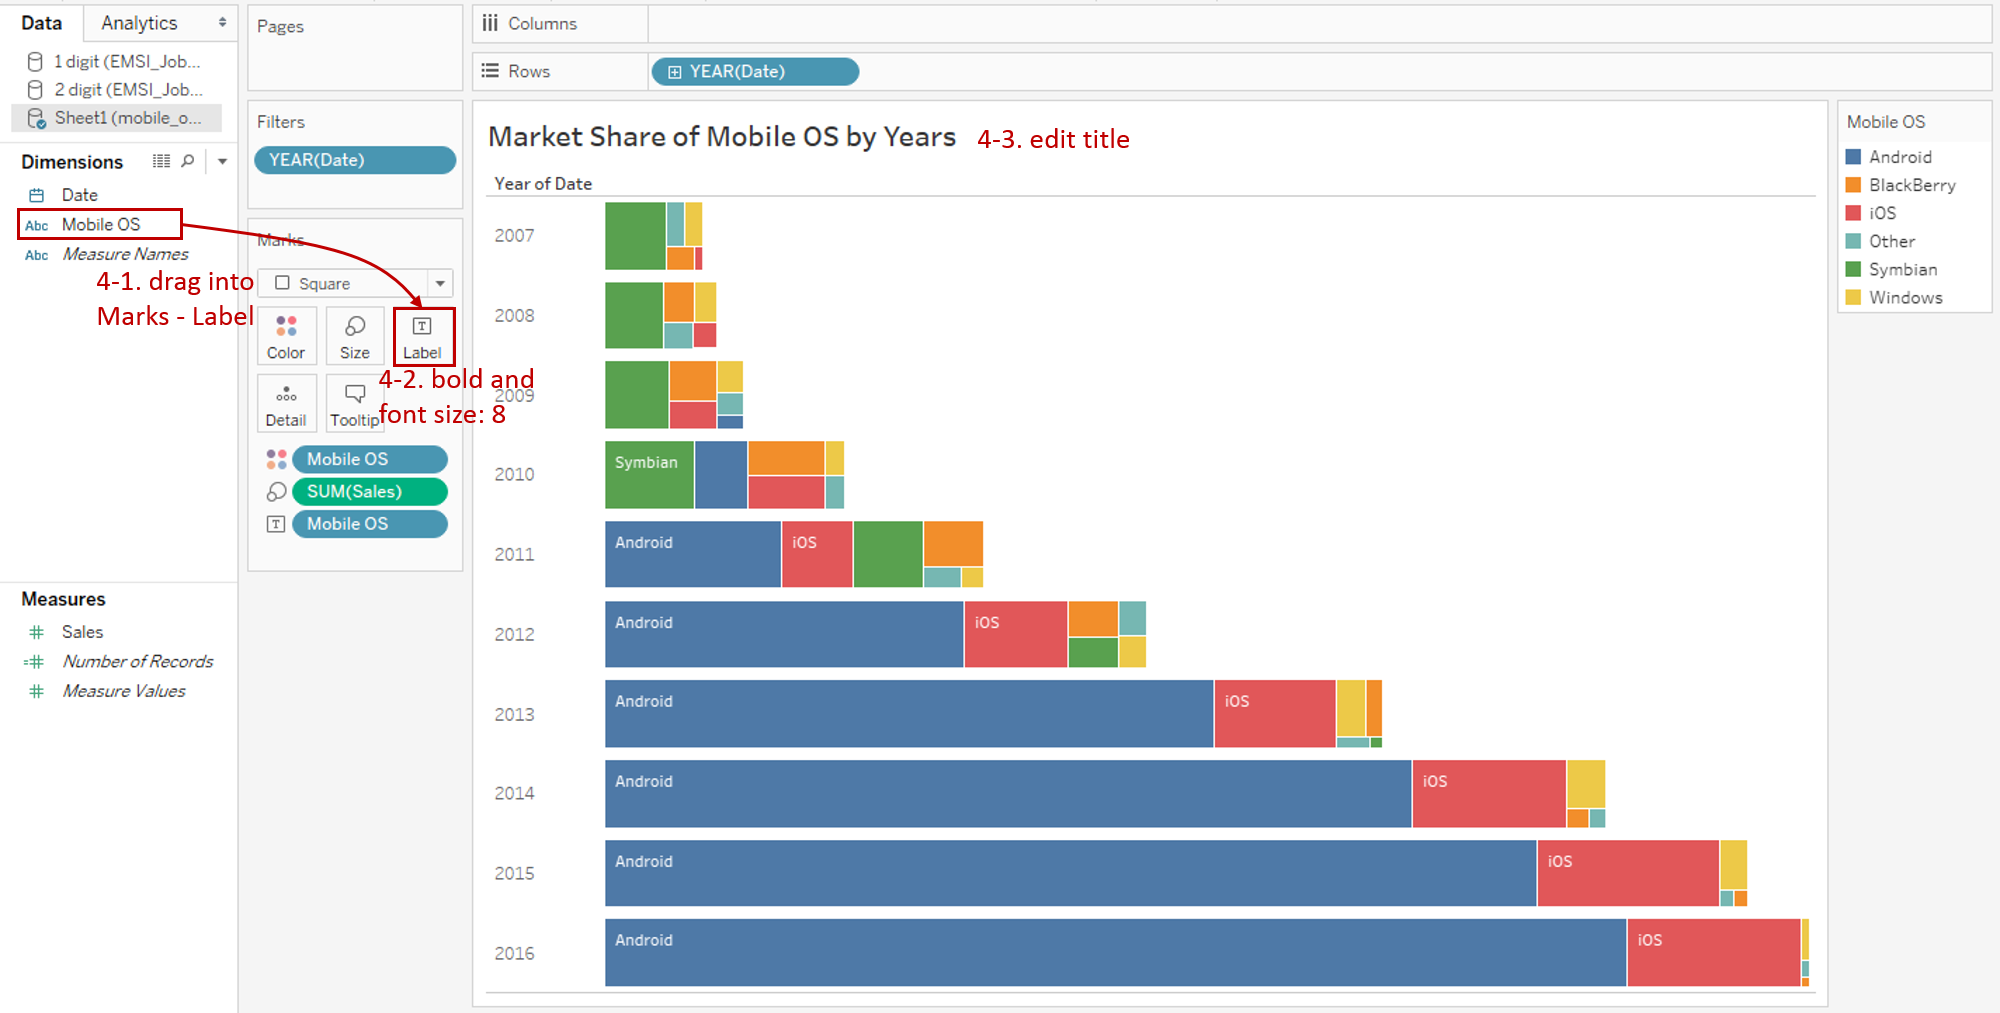 Data
Analytics
1 digit (EMSI_Job...
2 digit (EMSI_Job...
Sheet1 (mobile_o...
Dimensions
Date
Abc Mobile OS
Abc Measure Names
4-1. drag into
Marks - Label
Measures
Sales
Number of Records
Measure Values
Pages
Filters
YEAR(Date)
Marks
Square
Color
Size
T
Label
4-2. bold and
font size: 8
Detail
Tooltip
Mobile OS
SUM(Sales)
T Mobile OS
Columns
Rows
YEAR(Date)
Market Share of Mobile OS by Years
4-3. edit title
Year of Date
2007
2008
2009
2010
Symbian
2011
Android
iOS
2012
Android
iOS
2013
Android
iOS
2014
Android
iOS
2015
Android
iOS
2016
Android
iOS
Mobile OS
Android
BlackBerry
iOS
Other
Symbian
Windows